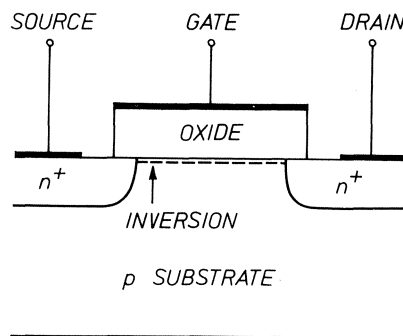 SOURCE GATE DRAIN
OXIDE
n+ n+
INVERSION
p SUBSTRATE